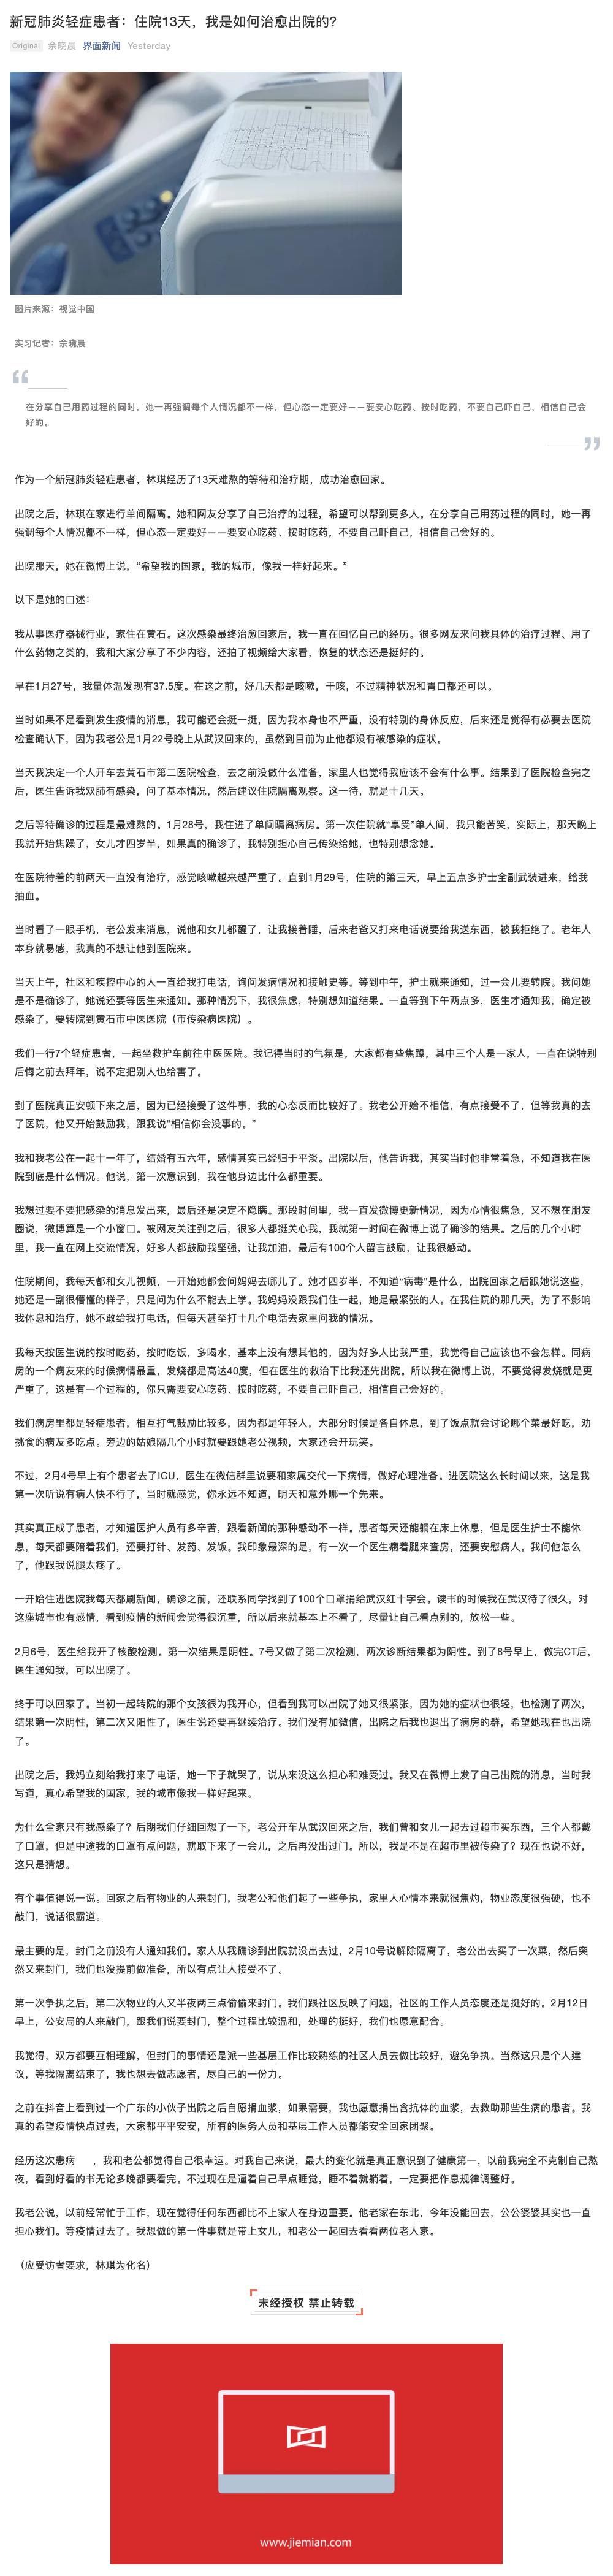 新冠肺炎轻症患者：住院13天，我是如何治愈出院的？
Original 佘晓晨 界面新闻 Yesterday
图片来源：视觉中国
实习记者：佘晓晨
“
在分享自己用药过程的同时，她一再强调每个人情况都不一样，但心态一定要好——要安心吃药、按时吃药，不要自己吓自己，相信自己会
好的。
”
作为一个新冠肺炎轻症患者，林琪经历了13天难熬的等待和治疗期，成功治愈回家。
出院之后，林琪在家进行单间隔离。她和网友分享了自己治疗的过程，希望可以帮到更多人。在分享自己用药过程的同时，她一再
强调每个人情况都不一样，但心态一定要好——要安心吃药、按时吃药，不要自己吓自己，相信自己会好的。
出院那天，她在微博上说，“希望我的国家，我的城市，像我一样好起来。”
以下是她的口述：
我从事医疗器械行业，家住在黄石。这次感染最终治愈回家后，我一直在回忆自己的经历。很多网友来问我具体的治疗过程、用了
什么药物之类的，我和大家分享了不少内容，还拍了视频给大家看，恢复的状态还是挺好的。
早在1月27号，我量体温发现有37.5度。在这之前，好几天都是咳嗽，干咳，不过精神状况和胃口都还可以。
当时如果不是看到发生疫情的消息，我可能还会挺一挺，因为我本身也不严重，没有特别的身体反应，后来还是觉得有必要去医院
检查确认下，因为我老公是1月22号晚上从武汉回来的，虽然到目前为止他都没有被感染的症状。
当天我决定一个人开车去黄石市第二医院检查，去之前没做什么准备，家里人也觉得我应该不会有什么事。结果到了医院检查完之
后，医生告诉我双肺有感染，问了基本情况，然后建议住院隔离观察。这一待，就是十几天。
之后等待确诊的过程是最难熬的。1月28号，我住进了单间隔离病房。第一次住院就“享受”单人间，我只能苦笑，实际上，那天晚上
我就开始焦躁了，女儿才四岁半，如果真的确诊了，我特别担心自己传染给她，也特别想念她。
在医院待着的前两天一直没有治疗，感觉咳嗽越来越严重了。直到1月29号，住院的第三天，早上五点多护士全副武装进来，给我
抽血。
当时看了一眼手机，老公发来消息，说他和女儿都醒了，让我接着睡，后来老爸又打来电话说要给我送东西，被我拒绝了。老年人
本身就易感，我真的不想让他到医院来。
当天上午，社区和疾控中心的人一直给我打电话，询问发病情况和接触史等。等到中午，护士就来通知，过一会儿要转院。我问她
是不是确诊了，她说还要等医生来通知。那种情况下，我很焦虑，特别想知道结果。一直等到下午两点多，医生才通知我，确定被
感染了，要转院到黄石市中医医院（市传染病医院）。
我们一行7个轻症患者，一起坐救护车前往中医医院。我记得当时的气氛是，大家都有些焦躁，其中三个人是一家人，一直在说特别
后悔之前去拜年，说不定把别人也给害了。
到了医院真正安顿下来之后，因为已经接受了这件事，我的心态反而比较好了。我老公开始不相信，有点接受不了，但等我真的去
了医院，他又开始鼓励我，跟我说“相信你会没事的。”
我和我老公在一起十一年了，结婚有五六年，感情其实已经归于平淡。出院以后，他告诉我，其实当时他非常着急，不知道我在医
院到底是什么情况。他说，第一次意识到，我在他身边比什么都重要。
我想过要不要把感染的消息发出来，最后还是决定不隐瞒。那段时间里，我一直发微博更新情况，因为心情很焦急，又不想在朋友
圈说，微博算是一个小窗口。被网友关注到之后，很多人都挺关心我，我就第一时间在微博上说了确诊的结果。之后的几个小时
里，我一直在网上交流情况，好多人都鼓励我坚强，让我加油，最后有100个人留言鼓励，让我很感动。
住院期间，我每天都和女儿视频，一开始她都会问妈妈去哪儿了。她才四岁半，不知道“病毒”是什么，出院回家之后跟她说这些，
她还是一副很懵懂的样子，只是问为什么不能去上学。我妈妈没跟我们住一起，她是最紧张的人。在我住院的那几天，为了不影响
我休息和治疗，她不敢给我打电话，但每天甚至打十几个电话去家里问我的情况。
我每天按医生说的按时吃药，按时吃饭，多喝水，基本上没有想其他的，因为好多人比我严重，我觉得自己应该也不会怎样。同病
房的一个病友来的时候病情最重，发烧都是高达40度，但在医生的救治下比我还先出院。所以我在微博上说，不要觉得发烧就是更
严重了，这是有一个过程的，你只需要安心吃药、按时吃药，不要自己吓自己，相信自己会好的。
我们病房里都是轻症患者，相互打气鼓励比较多，因为都是年轻人，大部分时候是各自休息，到了饭点就会讨论哪个菜最好吃，劝
挑食的病友多吃点。旁边的姑娘隔几个小时就要跟她老公视频，大家还会开玩笑。
不过，2月4号早上有个患者去了ICU，医生在微信群里说要和家属交代一下病情，做好心理准备。进医院这么长时间以来，这是我
第一次听说有病人快不行了，当时就感觉，你永远不知道，明天和意外哪一个先来。
其实真正成了患者，才知道医护人员有多辛苦，跟看新闻的那种感动不一样。患者每天还能躺在床上休息，但是医生护士不能休
息，每天都要陪着我们，还要打针、发药、发饭。我印象最深的是，有一次一个医生瘸着腿来查房，还要安慰病人。我问他怎么
了，他跟我说腿太疼了。
一开始住进医院我每天都刷新闻，确诊之前，还联系同学找到了100个口罩捐给武汉红十字会。读书的时候我在武汉待了很久，对
这座城市也有感情，看到疫情的新闻会觉得很沉重，所以后来就基本上不看了，尽量让自己看点别的，放松一些。
2月6号，医生给我开了核酸检测。第一次结果是阴性。7号又做了第二次检测，两次诊断结果都为阴性。到了8号早上，做完CT后，
医生通知我，可以出院了。
终于可以回家了。当初一起转院的那个女孩很为我开心，但看到我可以出院了她又很紧张，因为她的症状也很轻，也检测了两次，
结果第一次阴性，第二次又阳性了，医生说还要再继续治疗。我们没有加微信，出院之后我也退出了病房的群，希望她现在也出院
了。
出院之后，我妈立刻给我打来了电话，她一下子就哭了，说从来没这么担心和难受过。我又在微博上发了自己出院的消息，当时我
写道，真心希望我的国家，我的城市像我一样好起来。
为什么全家只有我感染了？后期我们仔细回想了一下，老公开车从武汉回来之后，我们曾和女儿一起去过超市买东西，三个人都戴
了口罩，但是中途我的口罩有点问题，就取下来了一会儿，之后再没出过门。所以，我是不是在超市里被传染了？现在也说不好，
这只是猜想。
有个事值得说一说。回家之后有物业的人来封门，我老公和他们起了一些争执，家里人心情本来就很焦灼，物业态度很强硬，也不
敲门，说话很霸道。
最主要的是，封门之前没有人通知我们。家人从我确诊到出院就没出去过，2月10号说解除隔离了，老公出去买了一次菜，然后突
然又来封门，我们也没提前做准备，所以有点让人接受不了。
第一次争执之后，第二次物业的人又半夜两三点偷偷来封门。我们跟社区反映了问题，社区的工作人员态度还是挺好的。2月12日
早上，公安局的人来敲门，跟我们说要封门，整个过程比较温和，处理的挺好，我们也愿意配合。
我觉得，双方都要互相理解，但封门的事情还是派一些基层工作比较熟练的社区人员去做比较好，避免争执。当然这只是个人建
议，等我隔离结束了，我也想去做志愿者，尽自己的一份力。
之前在抖音上看到过一个广东的小伙子出院之后自愿捐血浆，如果需要，我也愿意捐出含抗体的血浆，去救助那些生病的患者。我
真的希望疫情快点过去，大家都平平安安，所有的医务人员和基层工作人员都能安全回家团聚。
经历这次患病　，我和老公都觉得自己很幸运。对我自己来说，最大的变化就是真正意识到了健康第一，以前我完全不克制自己熬
夜，看到好看的书无论多晚都要看完。不过现在是逼着自己早点睡觉，睡不着就躺着，一定要把作息规律调整好。
我老公说，以前经常忙于工作，现在觉得任何东西都比不上家人在身边重要。他老家在东北，今年没能回去，公公婆婆其实也一直
担心我们。等疫情过去了，我想做的第一件事就是带上女儿，和老公一起回去看看两位老人家。
（应受访者要求，林琪为化名）
未经授权 禁止转载
www.jiemian.com